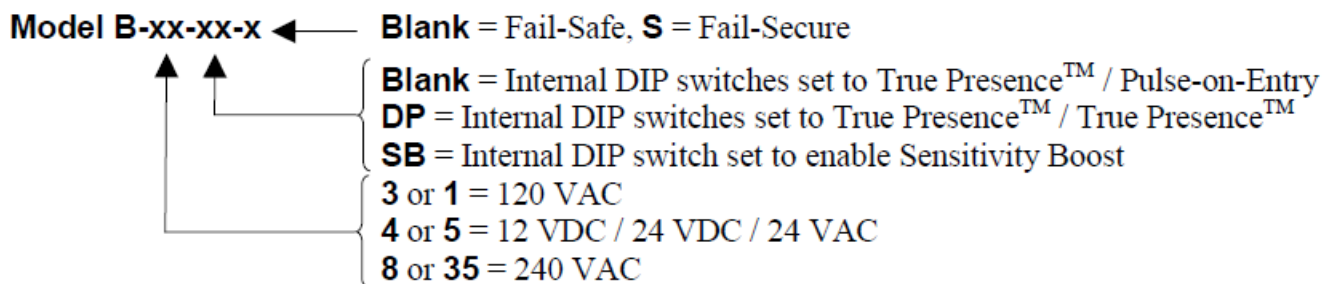 Model B-xx-xx-x Blank = Fail-Safe, S = Fail-Secure
Blank = Internal DIP switches set to True Presence™ / Pulse-on-Entry
DP = Internal DIP switches set to True Presence™ / True Presence™
SB = Internal DIP switch set to enable Sensitivity Boost
3 or 1 = 120 VAC
4 or 5 = 12 VDC / 24 VDC / 24 VAC
8 or 35 = 240 VAC